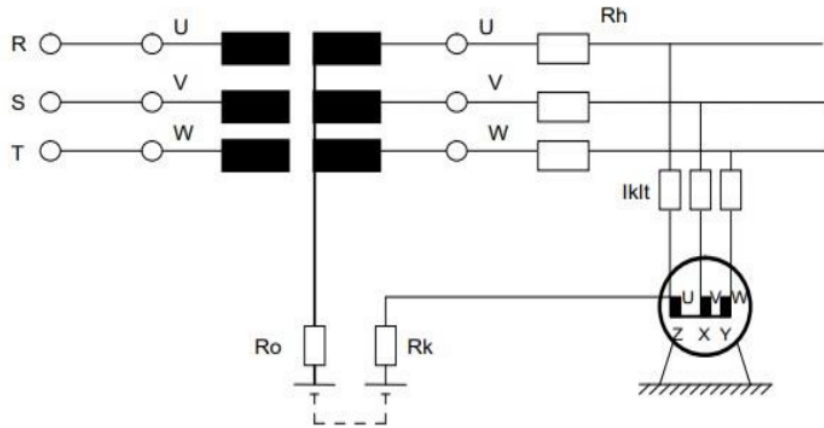 R U U Rh
S V V
T W W
Iklt
U V W
Z X Y
Ro Rk